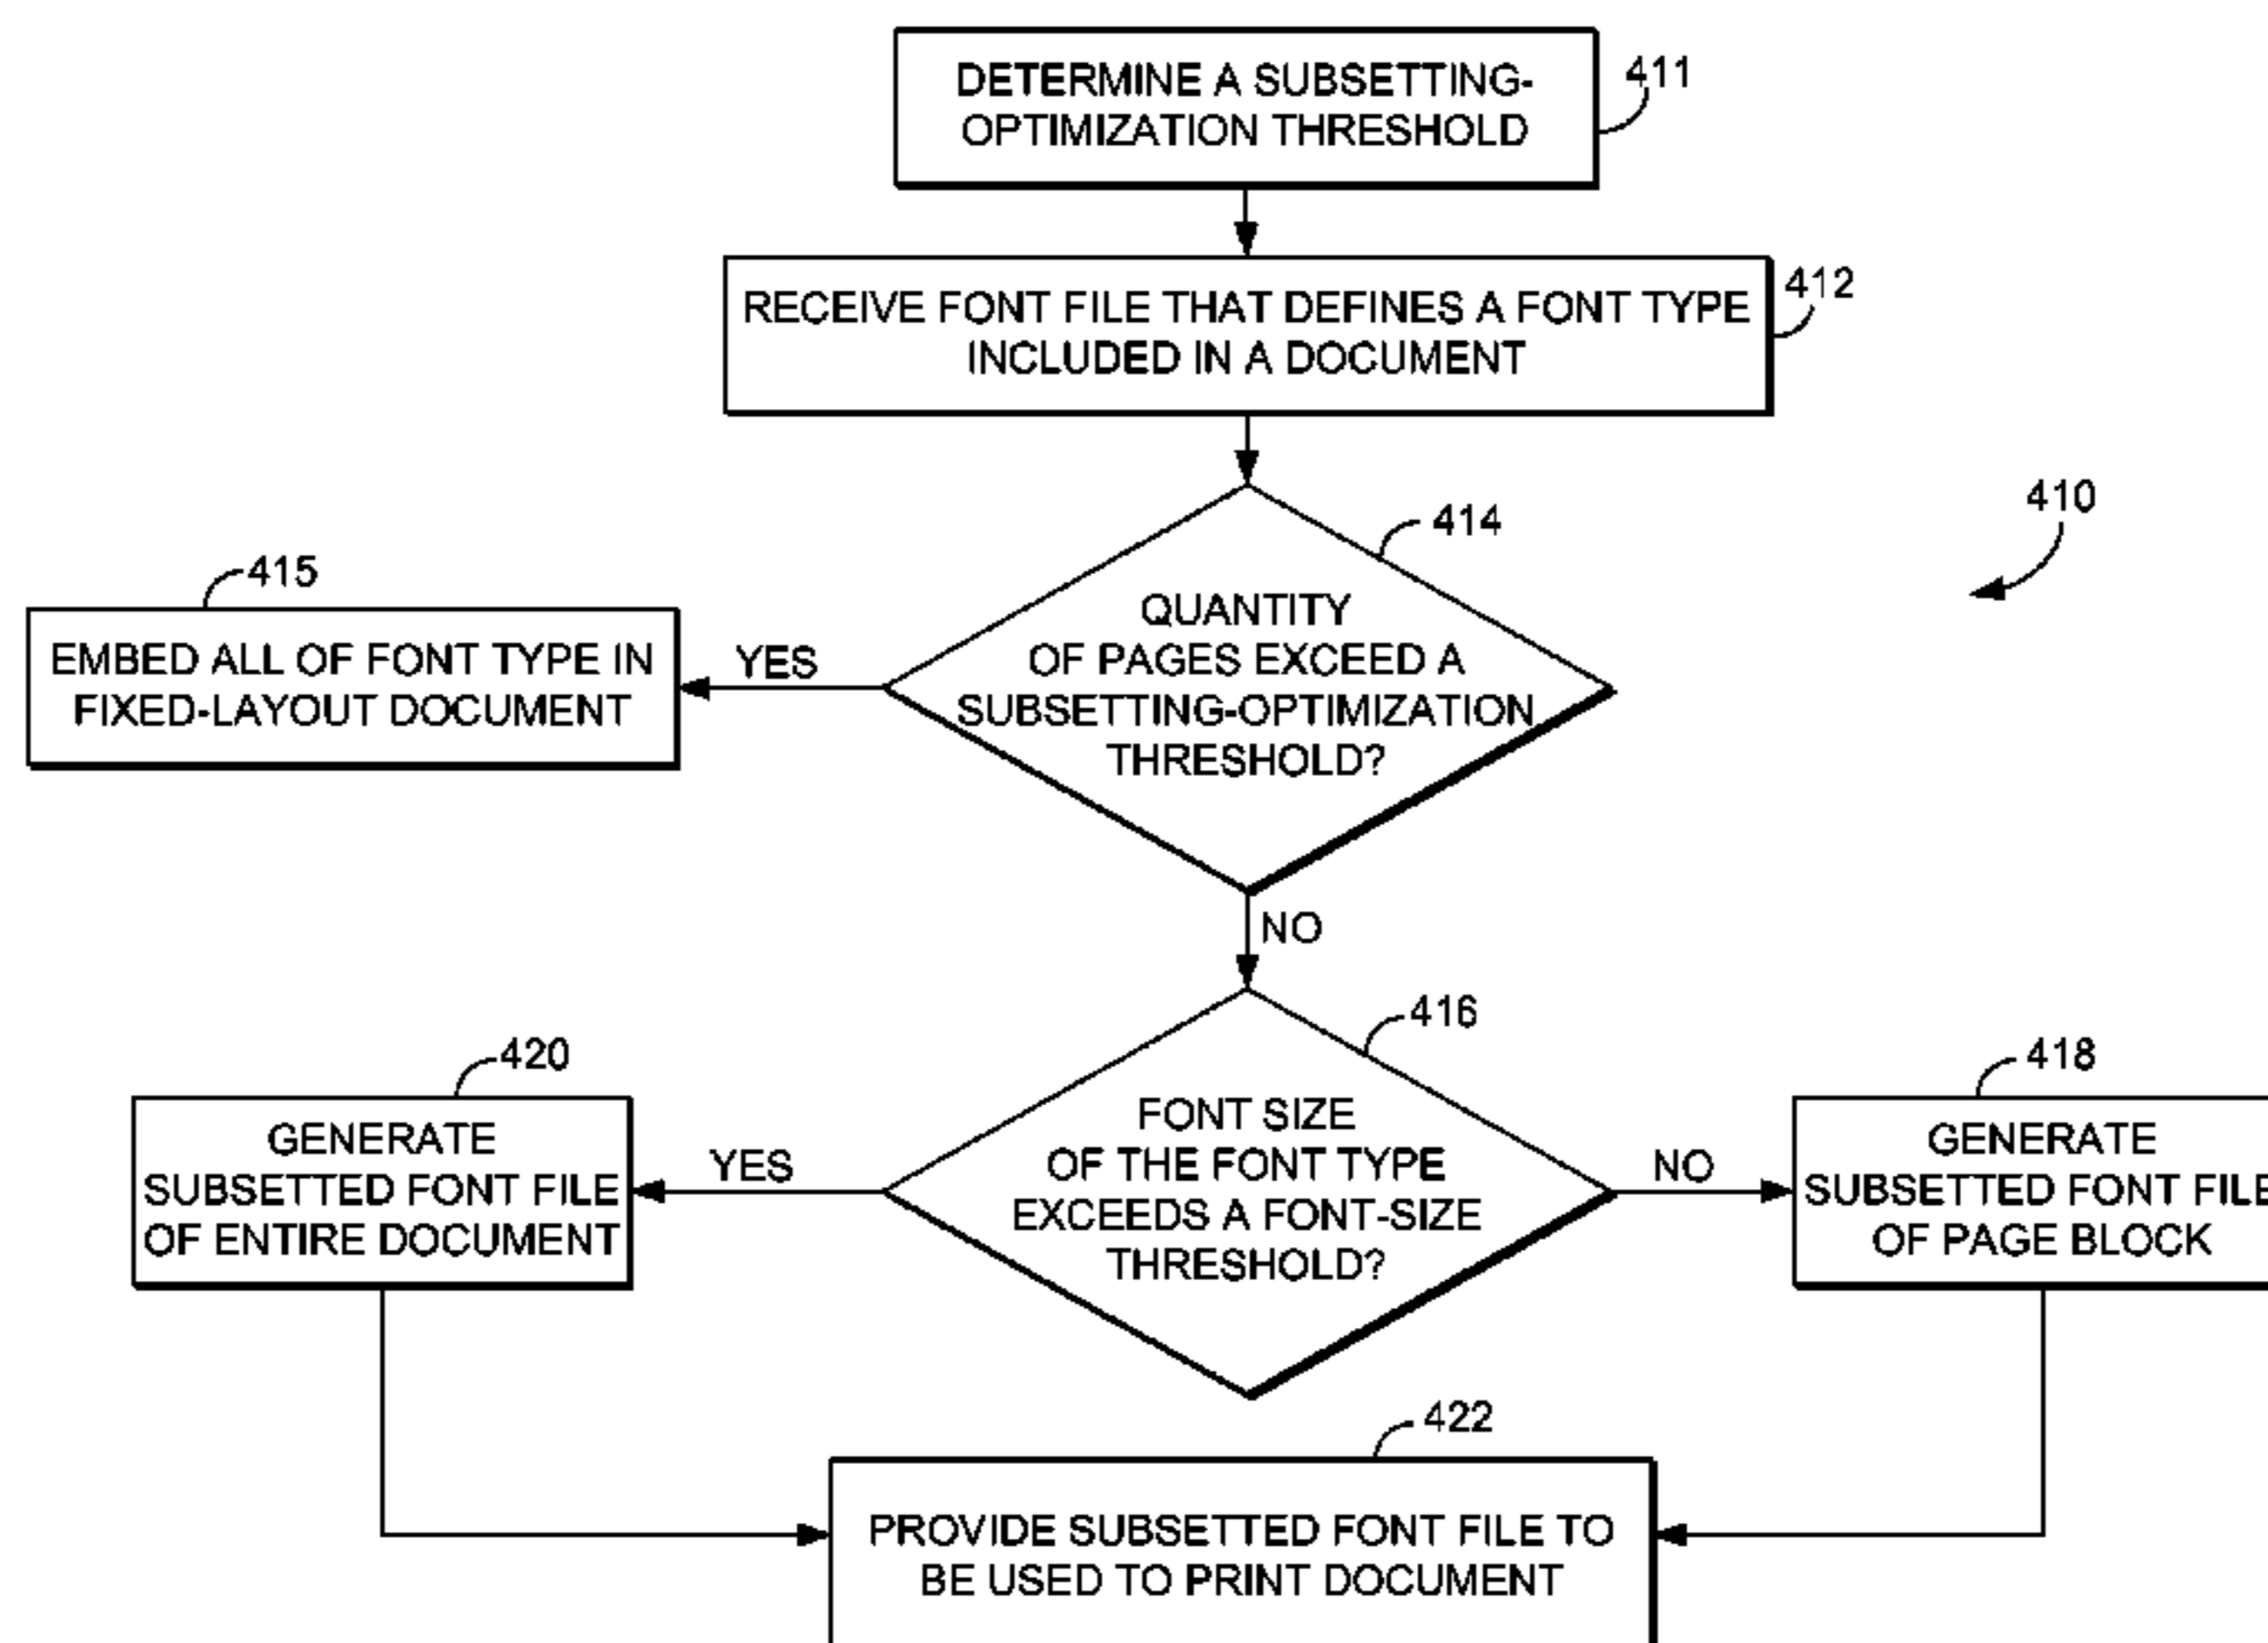 DETERMINE A SUBSETTING-
OPTIMIZATION THRESHOLD
411
RECEIVE FONT FILE THAT DEFINES A FONT TYPE
INCLUDED IN A DOCUMENT
412
414
410
QUANTITY
OF PAGES EXCEED A
SUBSETTING-OPTIMIZATION
THRESHOLD?
415
EMBED ALL OF FONT TYPE IN
FIXED-LAYOUT DOCUMENT
YES
NO
416
FONT SIZE
OF THE FONT TYPE
EXCEEDS A FONT-SIZE
THRESHOLD?
420
GENERATE
SUBSETTED FONT FILE
OF ENTIRE DOCUMENT
YES
NO
418
GENERATE
SUBSETTED FONT FILE
OF PAGE BLOCK
422
PROVIDE SUBSETTED FONT FILE TO
BE USED TO PRINT DOCUMENT